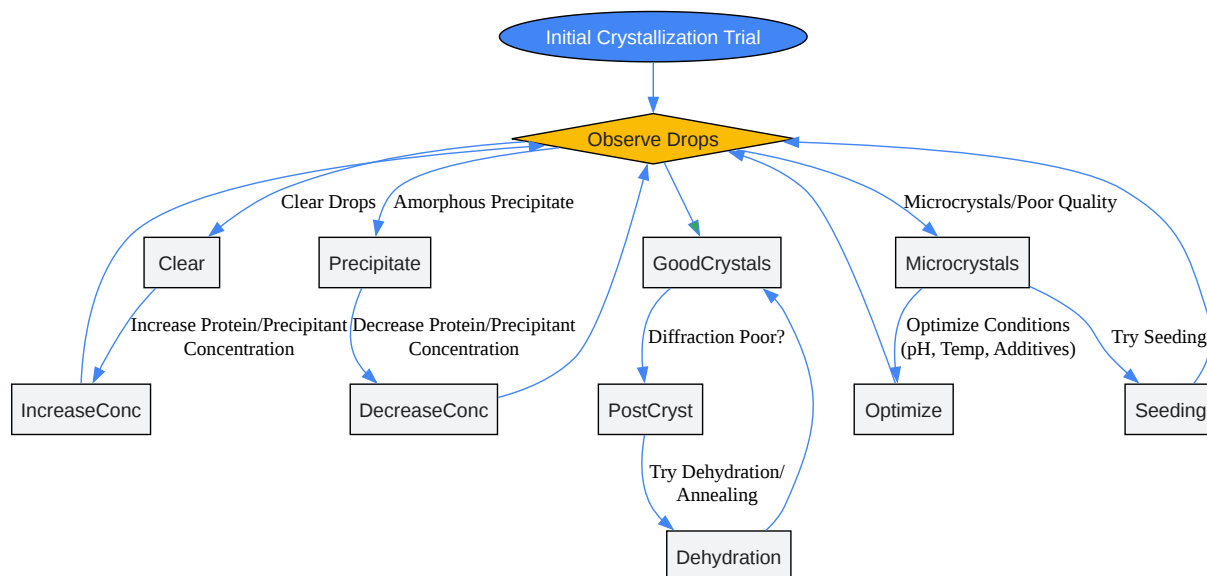 Initial Crystallization Trial
Observe Drops
Clear Drops
Amorphous Precipitate
Microcrystals/Poor Quality
Clear
Precipitate
GoodCrystals
Microcrystals
Increase Protein/Precipitant
Concentration
Decrease Protein/Precipitant
Concentration
Diffraction Poor?
Optimize Conditions
(pH, Temp, Additives)
Try Seeding
IncreaseConc
DecreaseConc
PostCryst
Optimize
Seeding
Try Dehydration/
Annealing
Dehydration